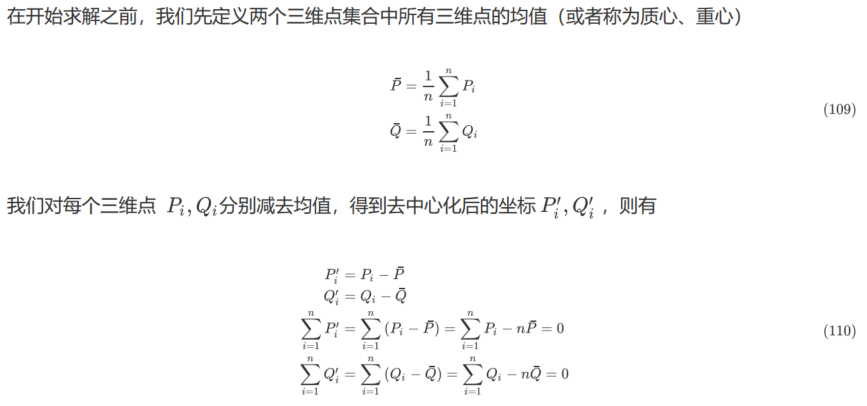 在开始求解之前，我们先定义两个三维点集合中所有三维点的均值（或者称为质心、重心）
$\bar{P} = \frac{1}{n} \sum_{i=1}^{n} P_i$
$\bar{Q} = \frac{1}{n} \sum_{i=1}^{n} Q_i$
(109)
我们对每个三维点 $P_i, Q_i$分别减去均值，得到去中心化后的坐标 $P_i', Q_i'$ ，则有
$P_i' = P_i - \bar{P}$
$Q_i' = Q_i - \bar{Q}$
$\sum_{i=1}^{n} P_i' = \sum_{i=1}^{n} (P_i - \bar{P}) = \sum_{i=1}^{n} P_i - n\bar{P} = 0$
(110)
$\sum_{i=1}^{n} Q_i' = \sum_{i=1}^{n} (Q_i - \bar{Q}) = \sum_{i=1}^{n} Q_i - n\bar{Q} = 0$